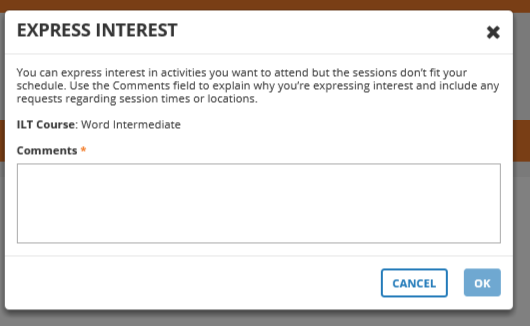 EXPRESS INTEREST
You can express interest in activities you want to attend but the sessions don't fit your
schedule. Use the Comments field to explain why you're expressing interest and include any
requests regarding session times or locations.
ILT Course: Word Intermediate
Comments *
CANCEL OK